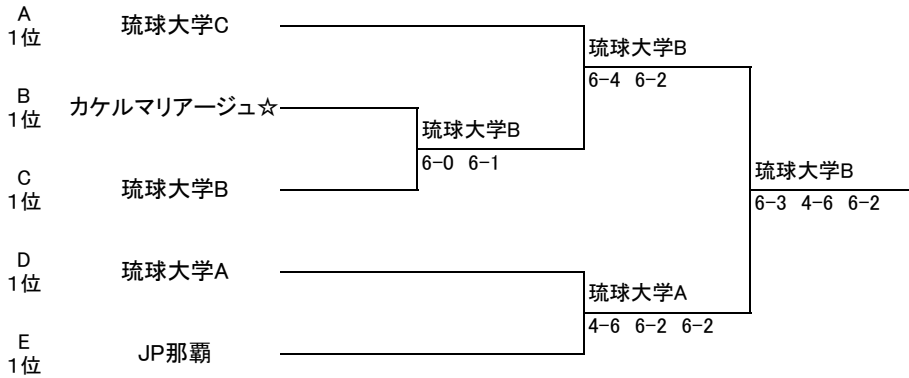 A
1位
琉球大学C
B
1位
カケルマリアージュ☆
C
1位
琉球大学B
D
1位
琉球大学A
E
1位
JP那覇
琉球大学B
6-0 6-1
琉球大学B
6-4 6-2
琉球大学A
4-6 6-2 6-2
琉球大学B
6-3 4-6 6-2